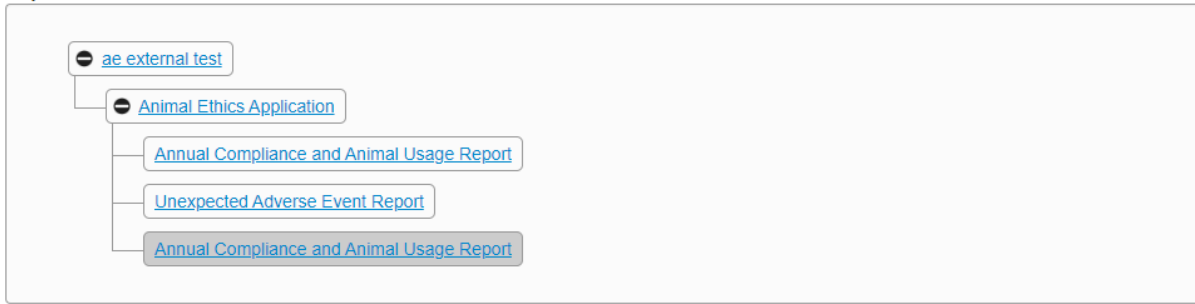 ae external test
Animal Ethics Application
Annual Compliance and Animal Usage Report
Unexpected Adverse Event Report
Annual Compliance and Animal Usage Report